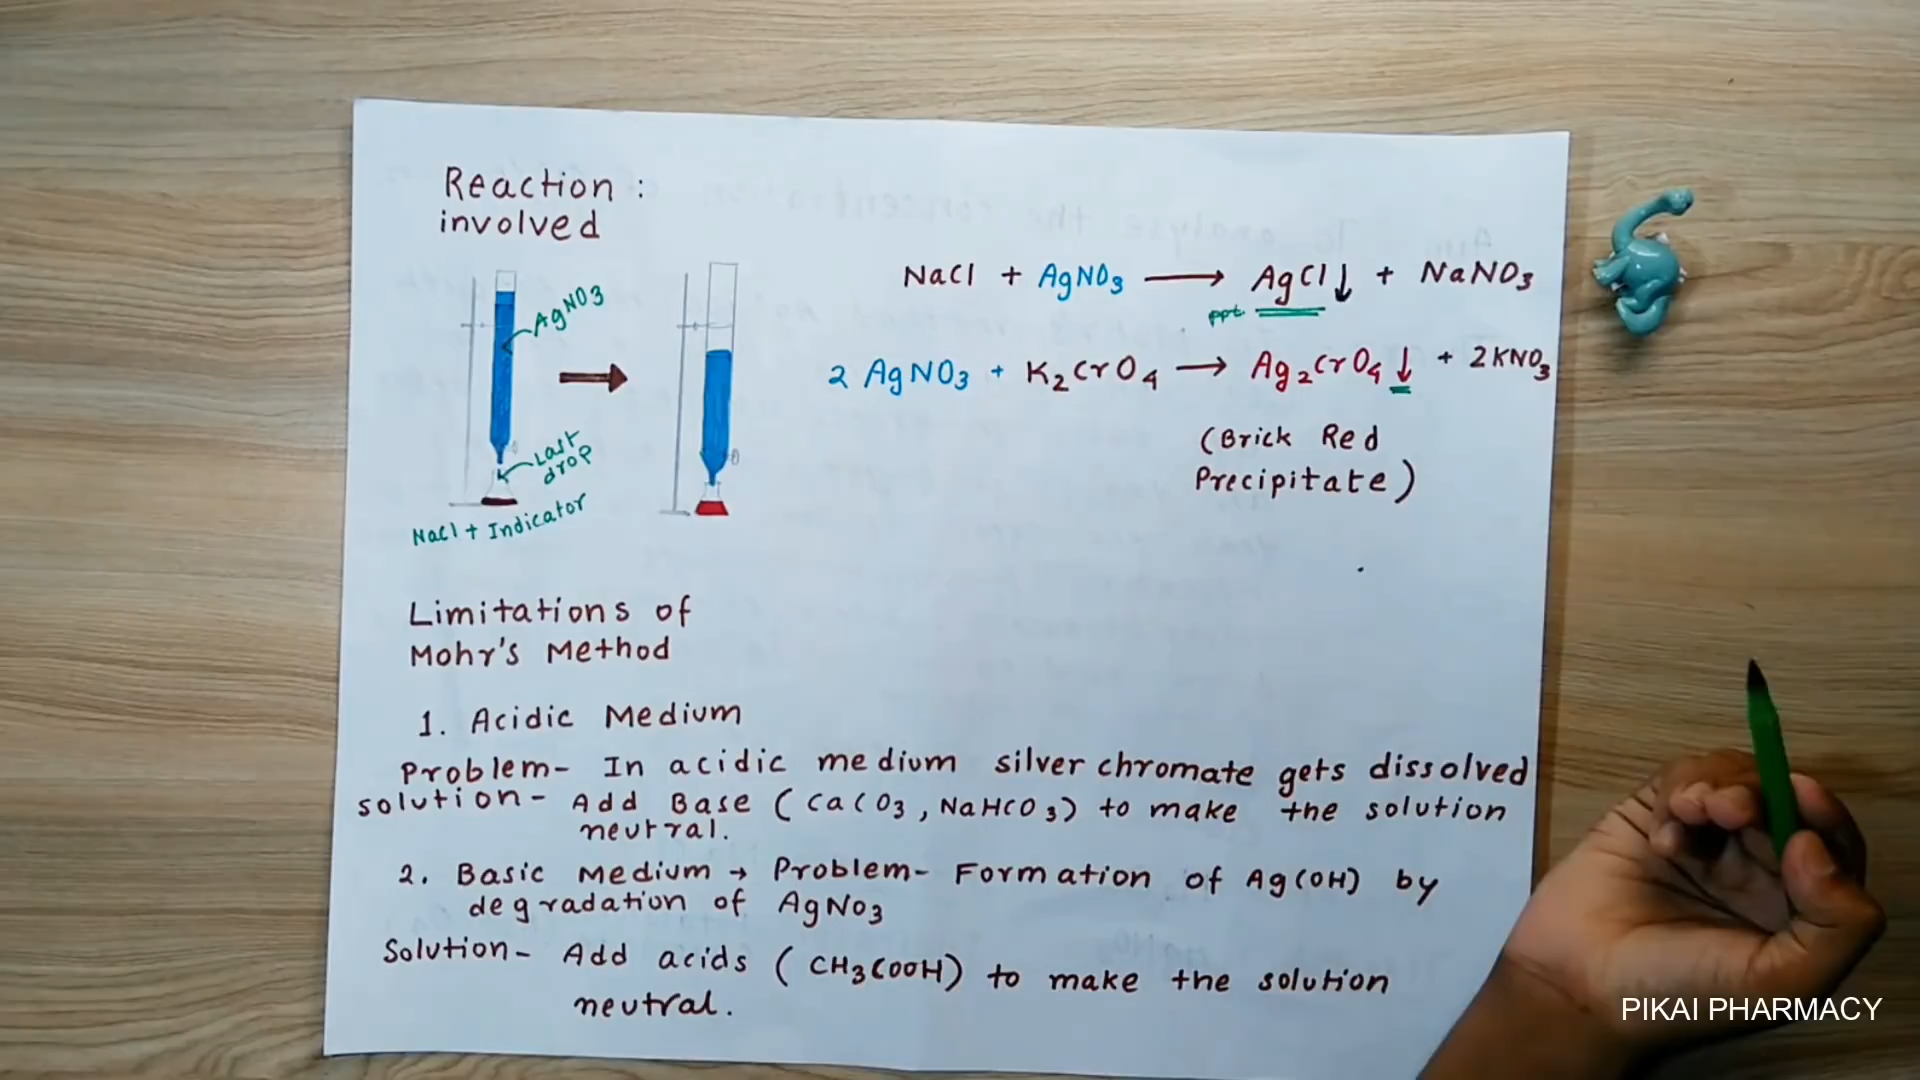 Reaction :
involved
NaCl + AgNO3 ⟶ AgCl↓ + NaNO3
ppt.
2 AgNO3 + K2CrO4 ⟶ Ag2CrO4↓ + 2KNO3
(Brick Red
Precipitate)
AgNO3
Last
drop
NaCl + Indicator
Limitations of
Mohr's Method
1. Acidic Medium
Problem- In acidic medium silver chromate gets dissolved
solution- Add Base (CaCO3, NaHCO3) to make the solution
neutral.
2. Basic Medium → Problem- Formation of Ag(OH) by
degradation of AgNO3
Solution- Add acids (CH3COOH) to make the solution
neutral.
PIKAI PHARMACY